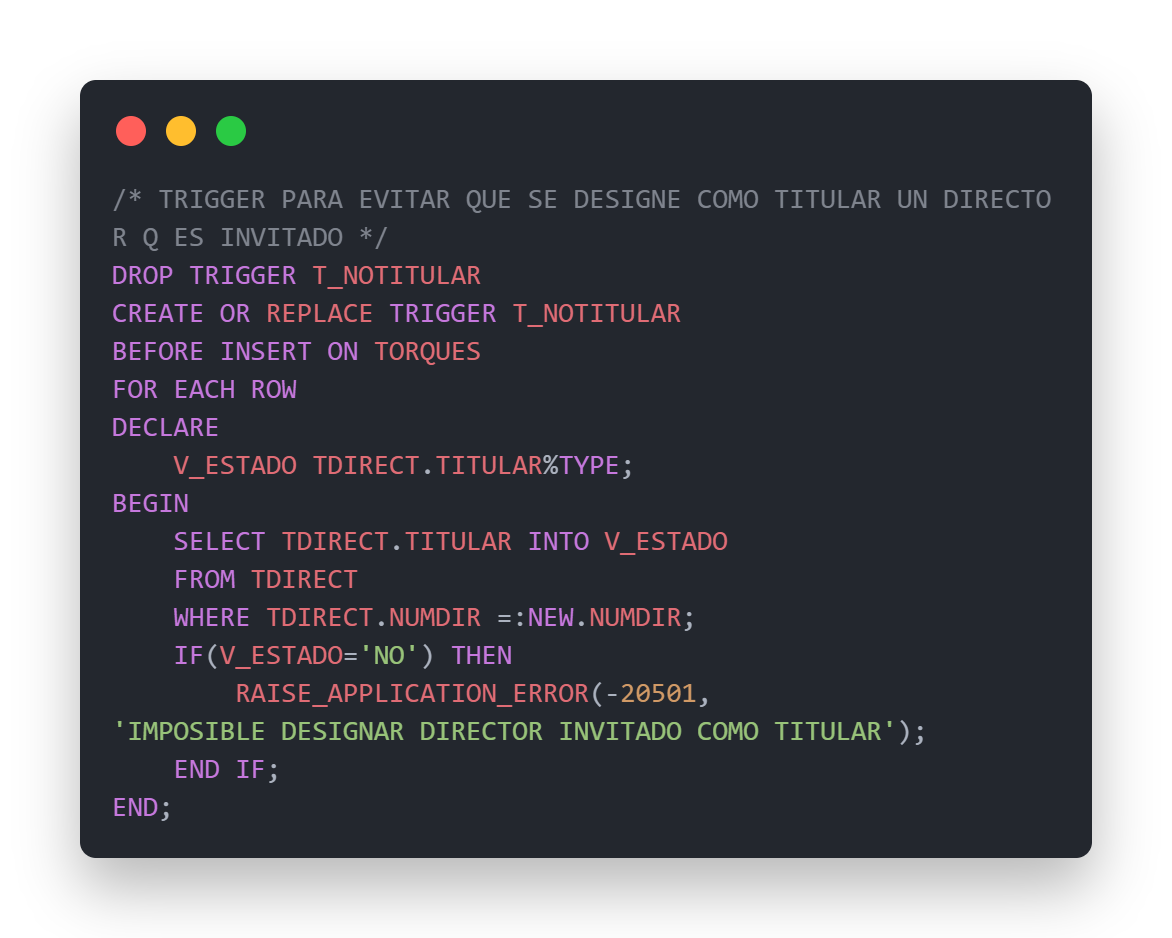 /* TRIGGER PARA EVITAR QUE SE DESIGNE COMO TITULAR UN DIRECTO
R Q ES INVITADO */
DROP TRIGGER T_NOTITULAR
CREATE OR REPLACE TRIGGER T_NOTITULAR
BEFORE INSERT ON TORQUES
FOR EACH ROW
DECLARE
    V_ESTADO TDIRECT.TITULAR%TYPE;
BEGIN
    SELECT TDIRECT.TITULAR INTO V_ESTADO
    FROM TDIRECT
    WHERE TDIRECT.NUMDIR =:NEW.NUMDIR;
    IF(V_ESTADO='NO') THEN
        RAISE_APPLICATION_ERROR(-20501,
'IMPOSIBLE DESIGNAR DIRECTOR INVITADO COMO TITULAR');
    END IF;
END;